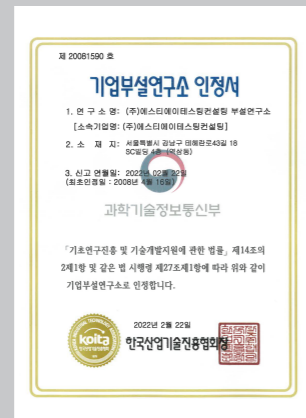 제 20081590 호
기업부설연구소 인정서
1. 연 구 소 명: (주)에스티에이테스팅컨설팅 부설연구소
[소속기업명: (주)에스티에이테스팅컨설팅]
2. 소 재 지: 서울특별시 강남구 테헤란로43길 18
SC빌딩 4층 (역삼동)
3. 신고 연월일: 2022년 02월 22일
(최초인정일 : 2008년 4월 16일)
과학기술정보통신부
「기초연구진흥 및 기술개발지원에 관한 법률」제14조의
2제1항 및 같은 법 시행령 제27조제1항에 따라 위와 같이
기업부설연구소로 인정합니다.
2022년 2월 22일
koita
한국산업기술진흥협회장